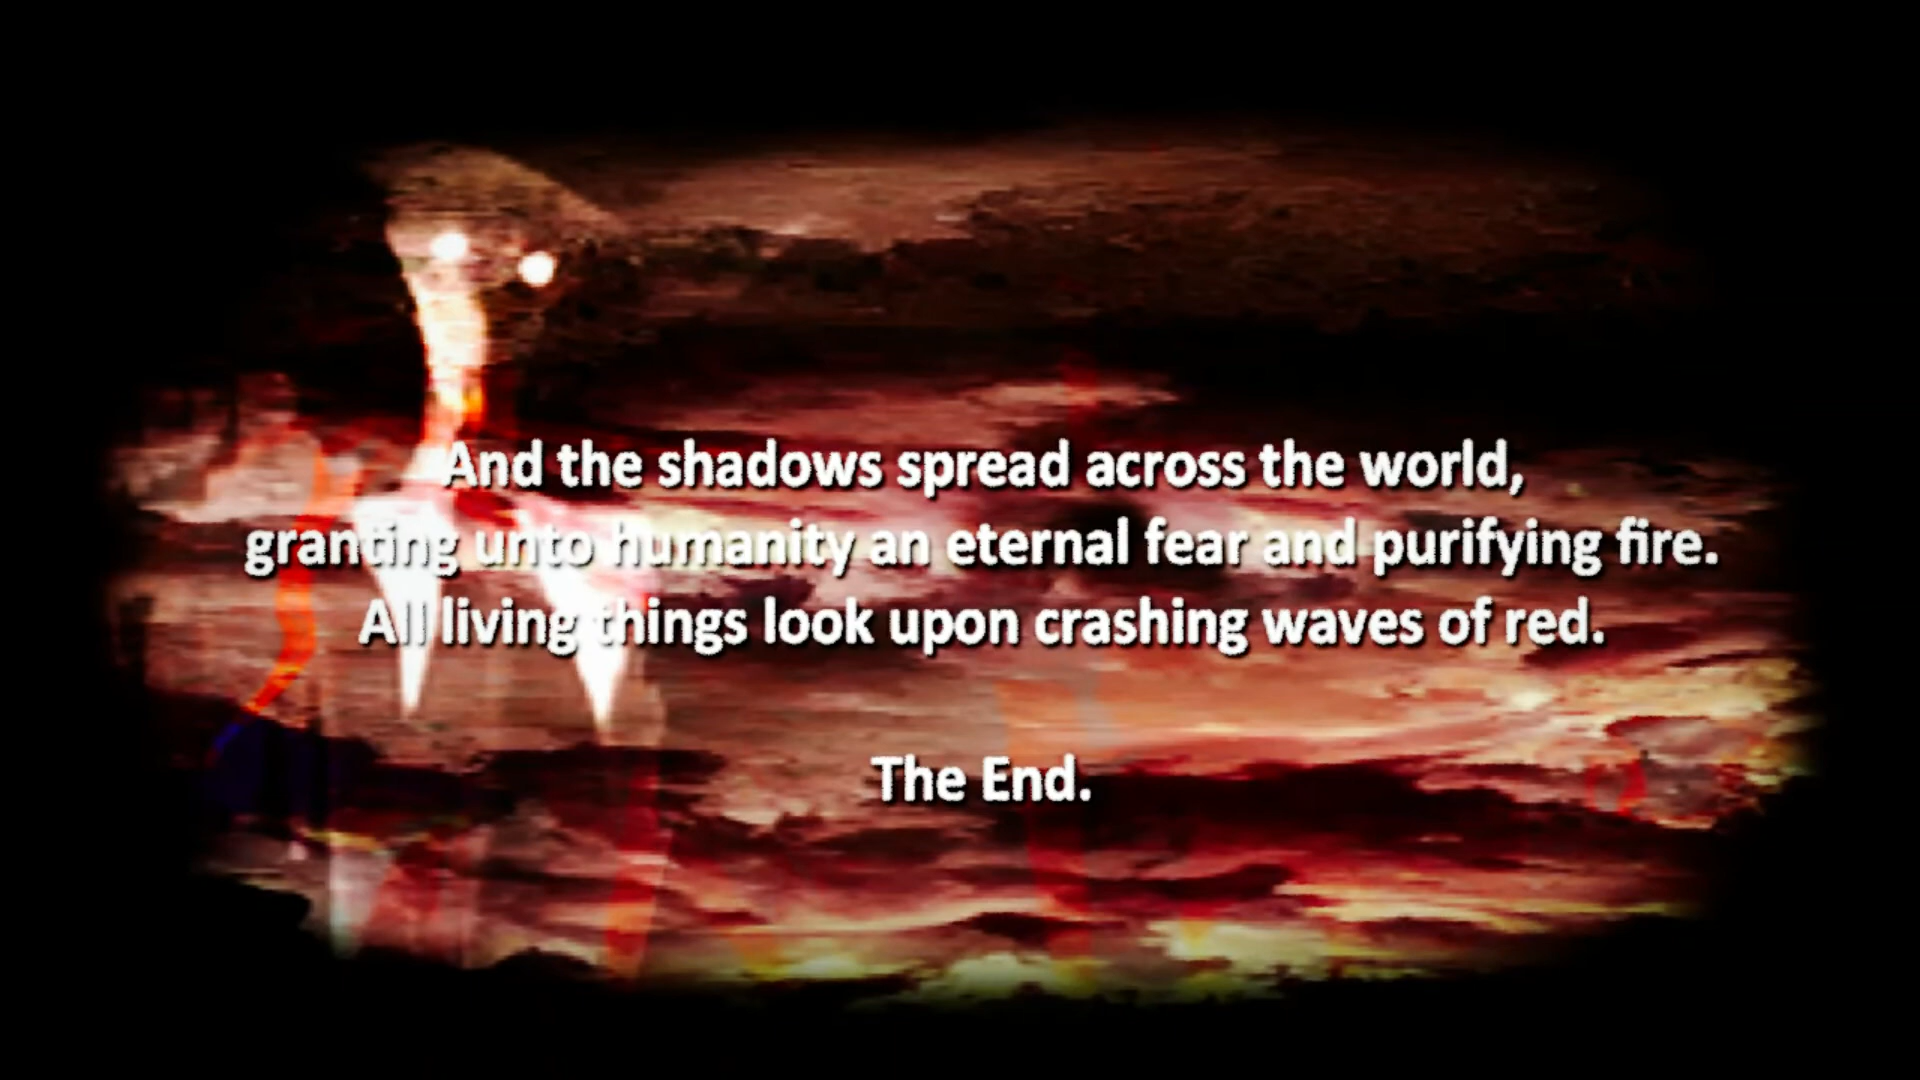 And the shadows spread across the world,
granting unto humanity an eternal fear and purifying fire.
All living things look upon crashing waves of red.
The End.